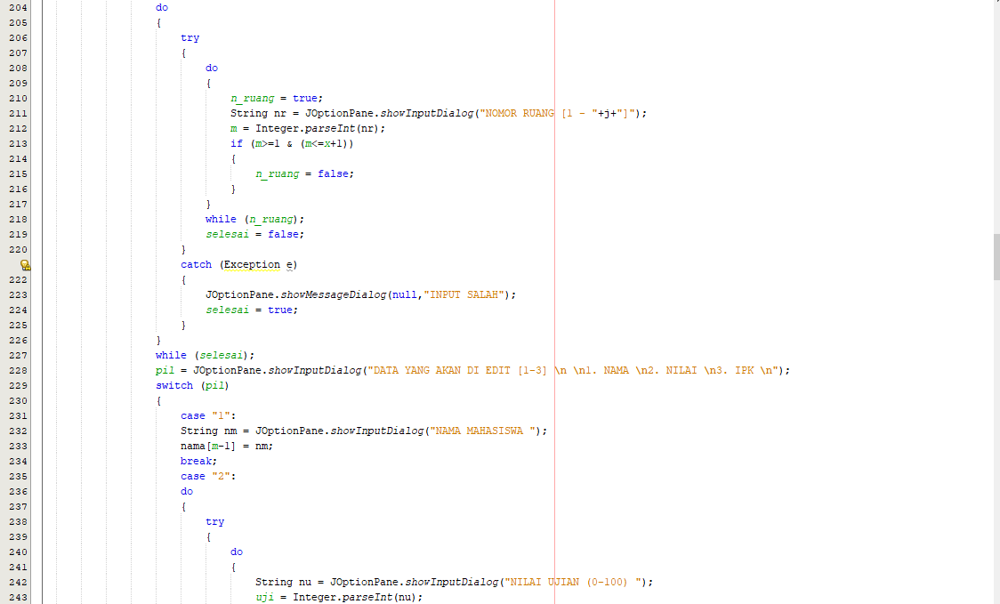 204 do
205 {
206 try
207 {
208 do
209 {
210 n_ruang = true;
211 String nr = JOptionPane.showInputDialog("NOMOR RUANG [1 - "+j+"]");
212 m = Integer.parseInt(nr);
213 if (m>=1 & (m<=x+1))
214 {
215 n_ruang = false;
216 }
217 }
218 while (n_ruang);
219 selesai = false;
220 }
catch (Exception e)
222 {
223 JOptionPane.showMessageDialog(null,"INPUT SALAH");
224 selesai = true;
225 }
226 }
227 while (selesai);
228 pil = JOptionPane.showInputDialog("DATA YANG AKAN DI EDIT [1-3] \n \n1. NAMA \n2. NILAI \n3. IPK \n");
229 switch (pil)
230 {
231 case "1":
232 String nm = JOptionPane.showInputDialog("NAMA MAHASISWA ");
233 nama[m-1] = nm;
234 break;
235 case "2":
236 do
237 {
238 try
239 {
240 do
241 {
242 String nu = JOptionPane.showInputDialog("NILAI UJIAN (0-100) ");
243 uji = Integer.parseInt(nu);